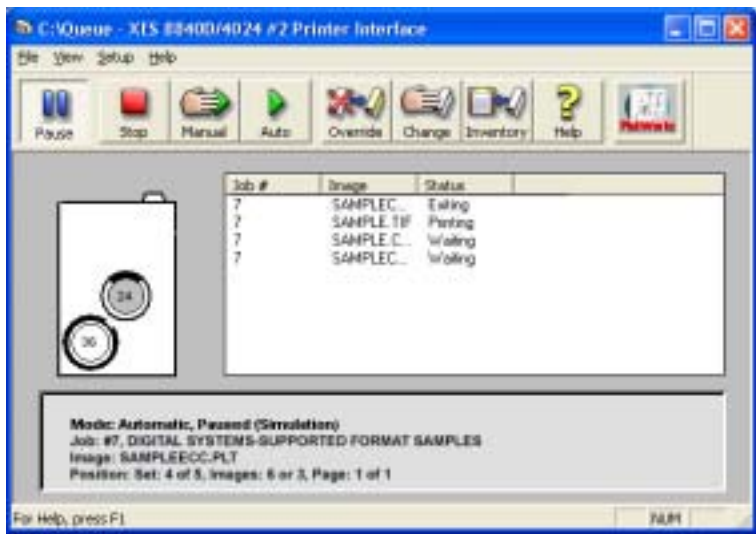 C:\Queue - XES 8840D/4024 #2 Printer Interface
File View Setup Help
Pause Stop Manual Auto Override Change Inventory Help PlotWorks
Job # Image Status
7 SAMPLEC... Exiting
7 SAMPLE.TIF Printing
7 SAMPLE.C... Waiting
7 SAMPLEC... Waiting
24
36
Mode: Automatic, Paused (Simulation)
Job: #7, DIGITAL SYSTEMS-SUPPORTED FORMAT SAMPLES
Image: SAMPLEECC.PLT
Position: Set: 4 of 5, Images: 6 or 3, Page: 1 of 1
For Help, press F1 NUM